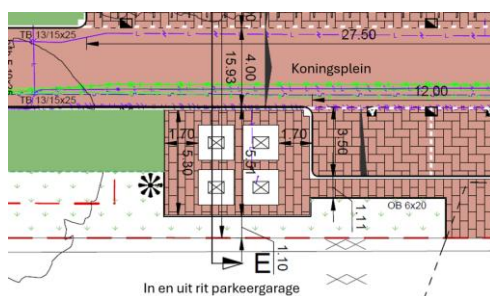 TB 13/15x25
27.50
4.00
15.93
Koningsplein
TB 13/15x25
12.00
1.70
1.70
5.30
5.91
3.50
1.11
OB 6x20
1.10
E
In en uit rit parkeergarage